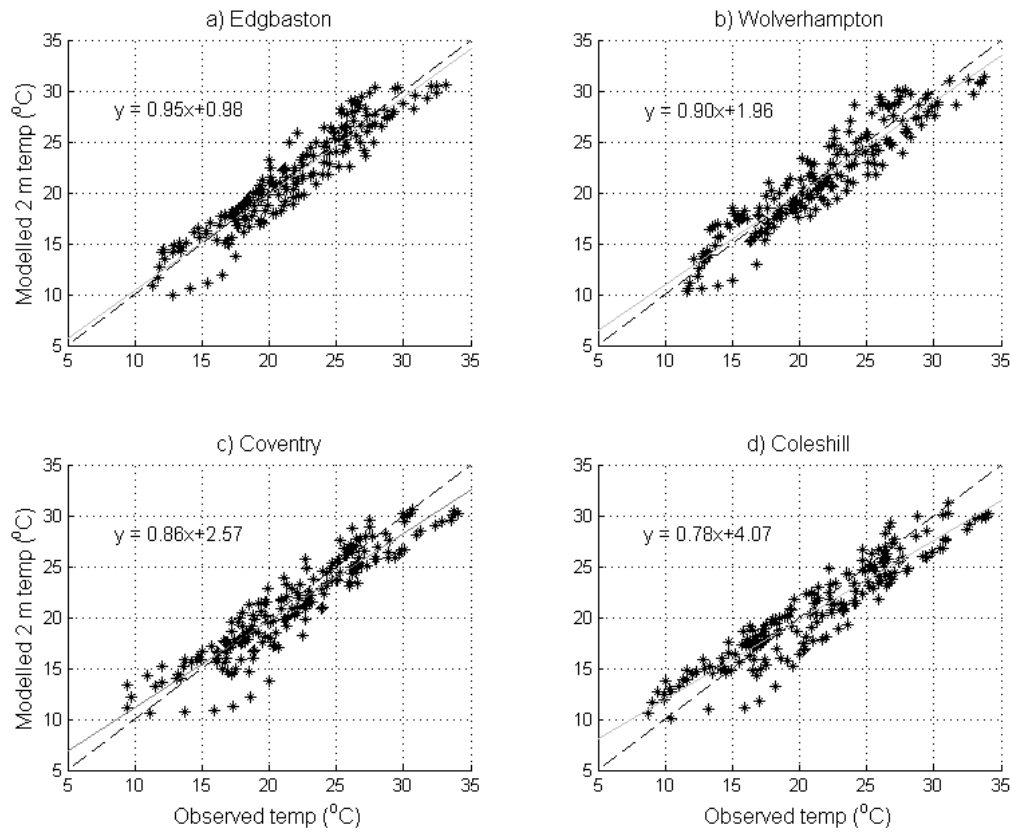 a) Edgbaston
35
30
25
20
15
10
5
5 10 15 20 25 30 35
Modelled 2 m temp (⁰C)
y = 0.95x+0.98
b) Wolverhampton
35
30
25
20
15
10
5
5 10 15 20 25 30 35
y = 0.90x+1.96
c) Coventry
35
30
25
20
15
10
5
5 10 15 20 25 30 35
Modelled 2 m temp (⁰C)
Observed temp (⁰C)
y = 0.86x+2.57
d) Coleshill
35
30
25
20
15
10
5
5 10 15 20 25 30 35
Observed temp (⁰C)
y = 0.78x+4.07